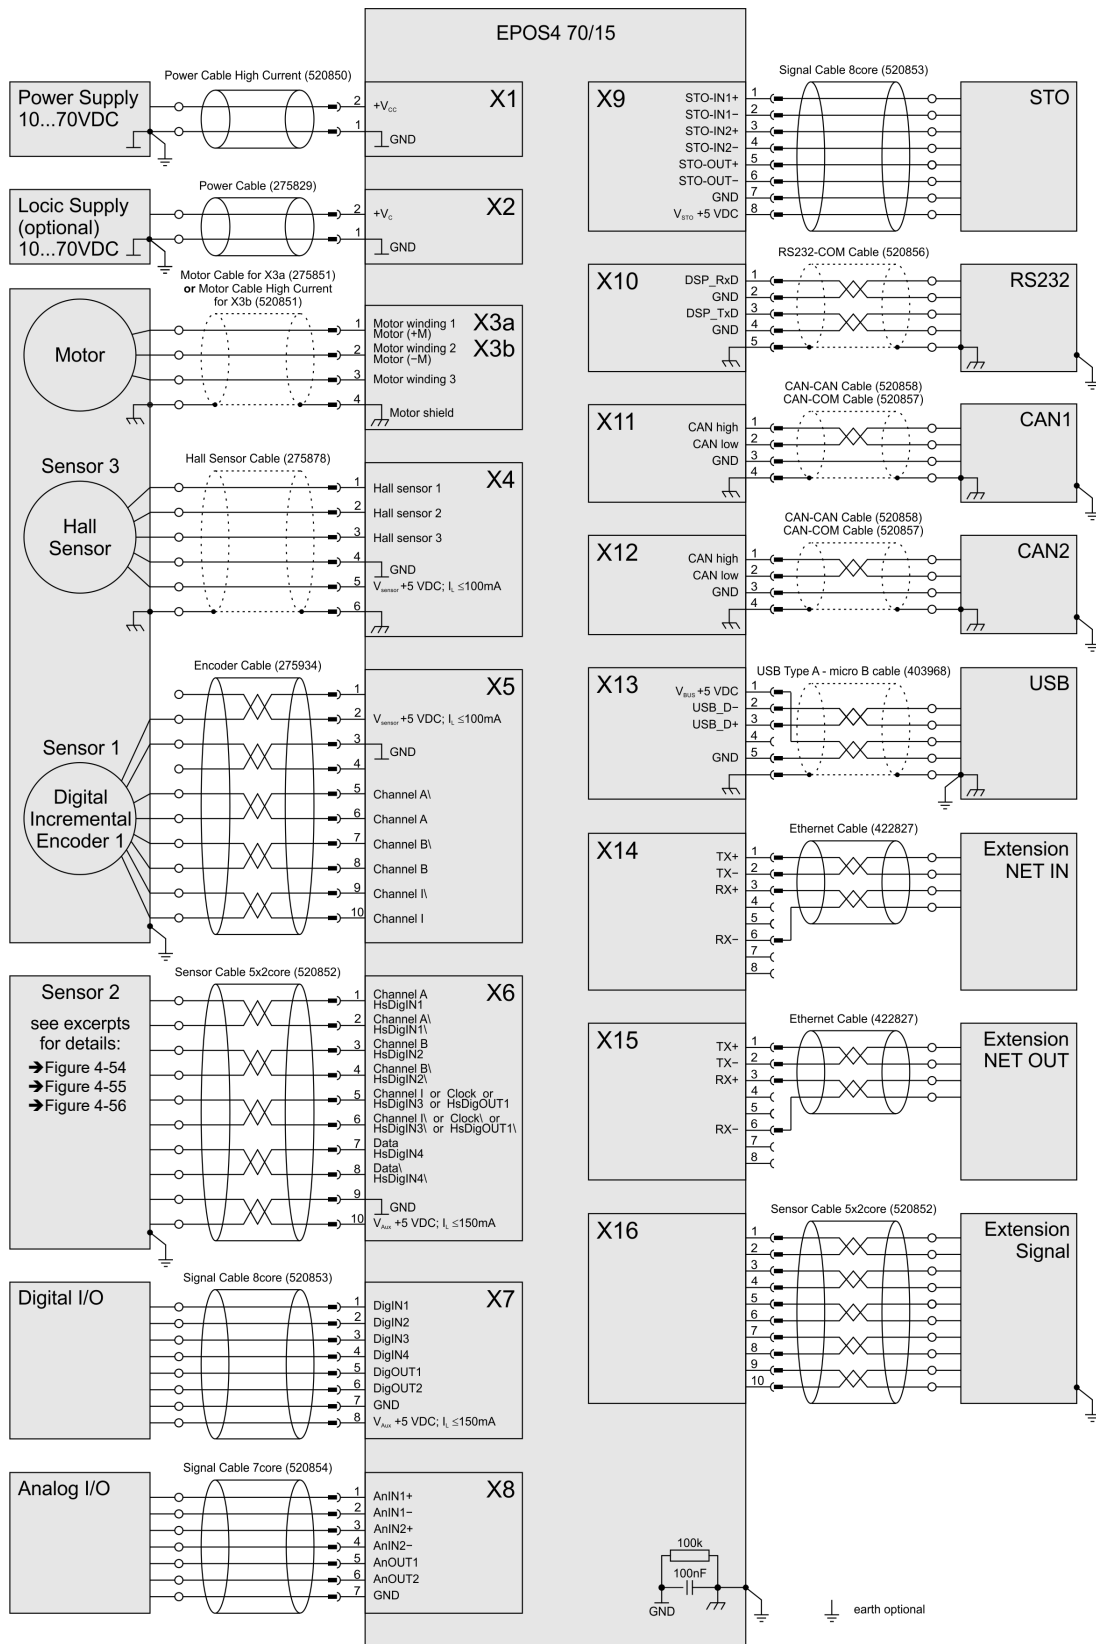 EPOS4 70/15
Power Cable High Current (520850)
Power Supply
10...70VDC
2
+Vcc
1
GND
X1
Power Cable (275829)
Locic Supply
(optional)
10...70VDC
2
+Vc
1
GND
X2
Motor Cable for X3a (275851)
or Motor Cable High Current
for X3b (520851)
Motor
1
Motor winding 1
Motor (+M)
2
Motor winding 2
Motor (−M)
3
Motor winding 3
4
Motor shield
X3a
X3b
Sensor 3
Hall Sensor Cable (275878)
Hall
Sensor
1
Hall sensor 1
2
Hall sensor 2
3
Hall sensor 3
4
GND
5
Vsensor +5 VDC; IL ≤100mA
6
X4
Encoder Cable (275934)
Sensor 1
Digital
Incremental
Encoder 1
1
2
Vsensor +5 VDC; IL ≤100mA
3
GND
4
5
Channel A\
6
Channel A
7
Channel B\
8
Channel B
9
Channel I\
10
Channel I
X5
Sensor Cable 5x2core (520852)
Sensor 2
see excerpts
for details:
➔Figure 4-54
➔Figure 4-55
➔Figure 4-56
1
Channel A
HsDigIN1
2
Channel A\
HsDigIN1\
3
Channel B
HsDigIN2
4
Channel B\
HsDigIN2\
5
Channel I or Clock or
HsDigIN3 or HsDigOUT1
6
Channel I\ or Clock\ or
HsDigIN3\ or HsDigOUT1\
7
Data
HsDigIN4
8
Data\
HsDigIN4\
9
GND
10
VAux +5 VDC; IL ≤150mA
X6
Signal Cable 8core (520853)
Digital I/O
1
DigIN1
2
DigIN2
3
DigIN3
4
DigIN4
5
DigOUT1
6
DigOUT2
7
GND
8
VAux +5 VDC; IL ≤150mA
X7
Signal Cable 7core (520854)
Analog I/O
1
AnIN1+
2
AnIN1−
3
AnIN2+
4
AnIN2−
5
AnOUT1
6
AnOUT2
7
GND
X8
Signal Cable 8core (520853)
X9
STO-IN1+
1
STO-IN1−
2
STO-IN2+
3
STO-IN2−
4
STO-OUT+
5
STO-OUT−
6
GND
7
VSTO +5 VDC
8
STO
RS232-COM Cable (520856)
X10
DSP_RxD
1
GND
2
DSP_TxD
3
GND
4
5
RS232
CAN-CAN Cable (520858)
CAN-COM Cable (520857)
X11
CAN high
1
CAN low
2
GND
3
4
CAN1
CAN-CAN Cable (520858)
CAN-COM Cable (520857)
X12
CAN high
1
CAN low
2
GND
3
4
CAN2
USB Type A - micro B cable (403968)
X13
VBUS +5 VDC
1
USB_D−
2
USB_D+
3
4
GND
5
USB
Ethernet Cable (422827)
X14
TX+
1
TX−
2
RX+
3
4
5
RX−
6
7
8
Extension
NET IN
Ethernet Cable (422827)
X15
TX+
1
TX−
2
RX+
3
4
5
RX−
6
7
8
Extension
NET OUT
Sensor Cable 5x2core (520852)
X16
1
2
3
4
5
6
7
8
9
10
Extension
Signal
100k
100nF
GND
earth optional